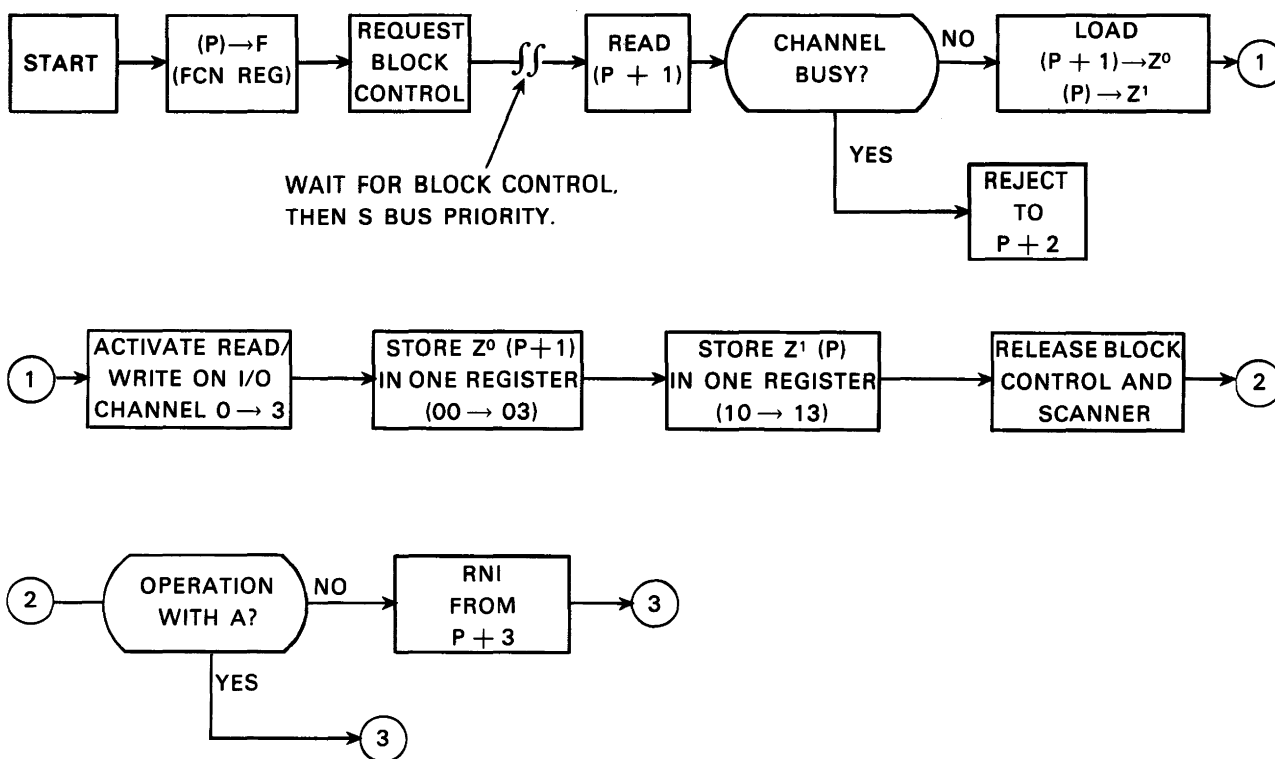 START
(P)→F
(FCN REG)
REQUEST
BLOCK
CONTROL
∫∫
READ
(P + 1)
CHANNEL
BUSY?
NO
LOAD
(P + 1)→Z⁰
(P)→Z¹
1
YES
WAIT FOR BLOCK CONTROL,
THEN S BUS PRIORITY.
REJECT
TO
P + 2
1
ACTIVATE READ/
WRITE ON I/O
CHANNEL 0 → 3
STORE Z⁰ (P+1)
IN ONE REGISTER
(00 → 03)
STORE Z¹ (P)
IN ONE REGISTER
(10 → 13)
RELEASE BLOCK
CONTROL AND
SCANNER
2
2
OPERATION
WITH A?
NO
RNI
FROM
P + 3
3
YES
3